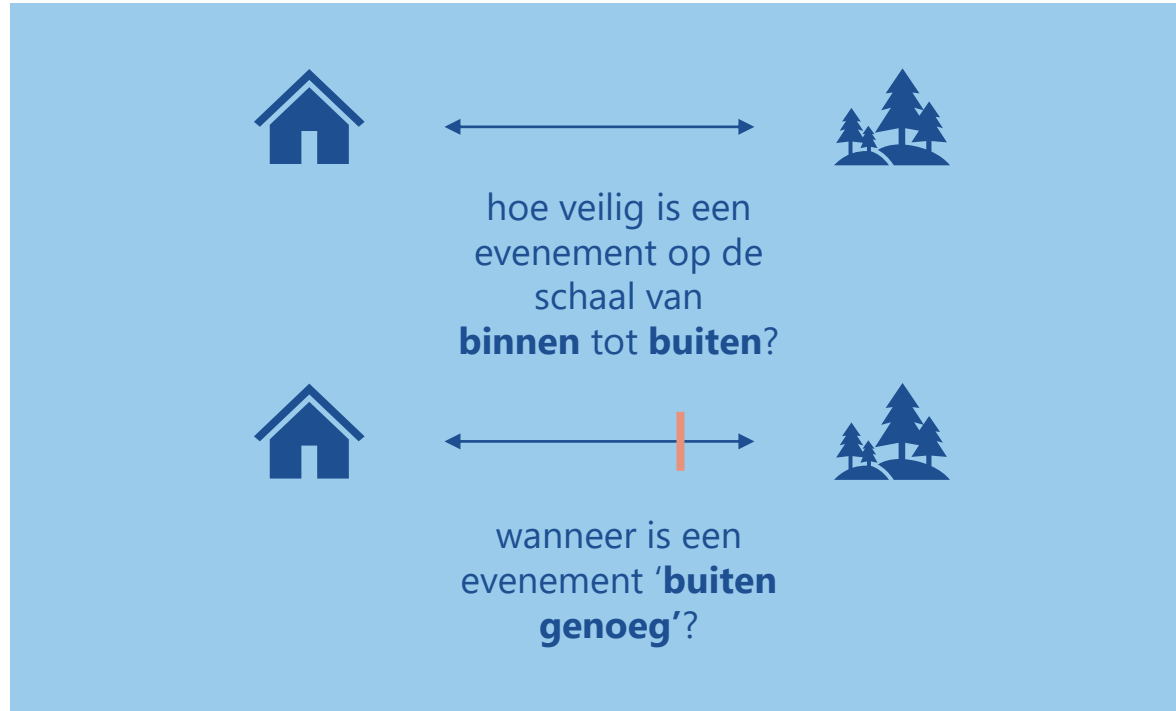 hoe veilig is een
evenement op de
schaal van
binnen tot buiten?
wanneer is een
evenement ‘buiten
genoeg’?